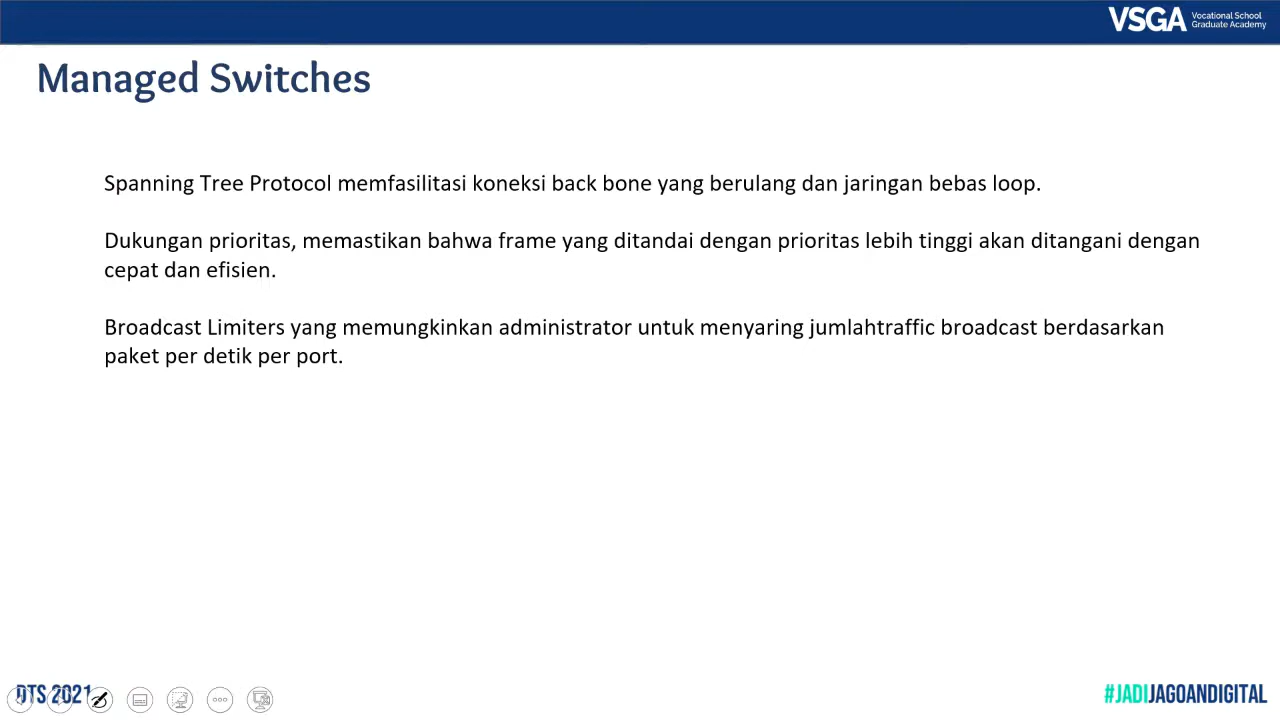 VSGA Vocational School
Graduate Academy
Managed Switches
Spanning Tree Protocol memfasilitasi koneksi back bone yang berulang dan jaringan bebas loop.
Dukungan prioritas, memastikan bahwa frame yang ditandai dengan prioritas lebih tinggi akan ditangani dengan
cepat dan efisien.
Broadcast Limiters yang memungkinkan administrator untuk menyaring jumlahtraffic broadcast berdasarkan
paket per detik per port.
DTS 2021
#JADIJAGOANDIGITAL